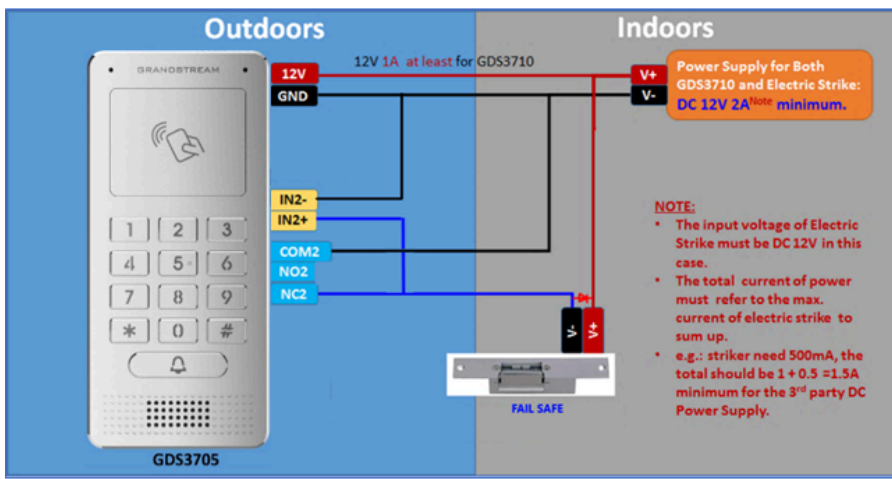 Outdoors
Indoors
GRANDSTREAM
12V
GND
12V 1A at least for GDS3710
V+
V-
Power Supply for Both
GDS3710 and Electric Strike:
DC 12V 2ANote minimum.
IN2-
IN2+
COM2
NO2
NC2
1 2 3
4 5 6
7 8 9
* 0 #
V-
V+
FAIL SAFE
GDS3705
NOTE:
• The input voltage of Electric
Strike must be DC 12V in this
case.
• The total current of power
must refer to the max.
current of electric strike to
sum up.
• e.g.: striker need 500mA, the
total should be 1 + 0.5 =1.5A
minimum for the 3rd party DC
Power Supply.